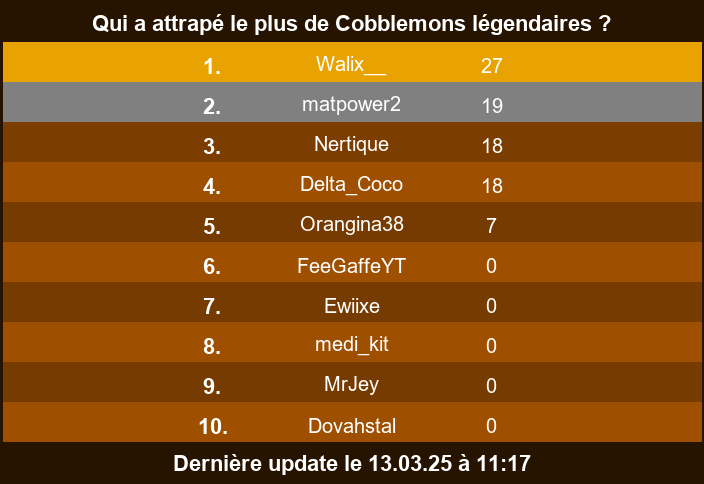 Qui a attrapé le plus de Cobblemons légendaires ?
1. Walix__ 27
2. matpower2 19
3. Nertique 18
4. Delta_Coco 18
5. Orangina38 7
6. FeeGaffeYT 0
7. Ewiixe 0
8. medi_kit 0
9. MrJey 0
10. Dovahstal 0
Dernière update le 13.03.25 à 11:17